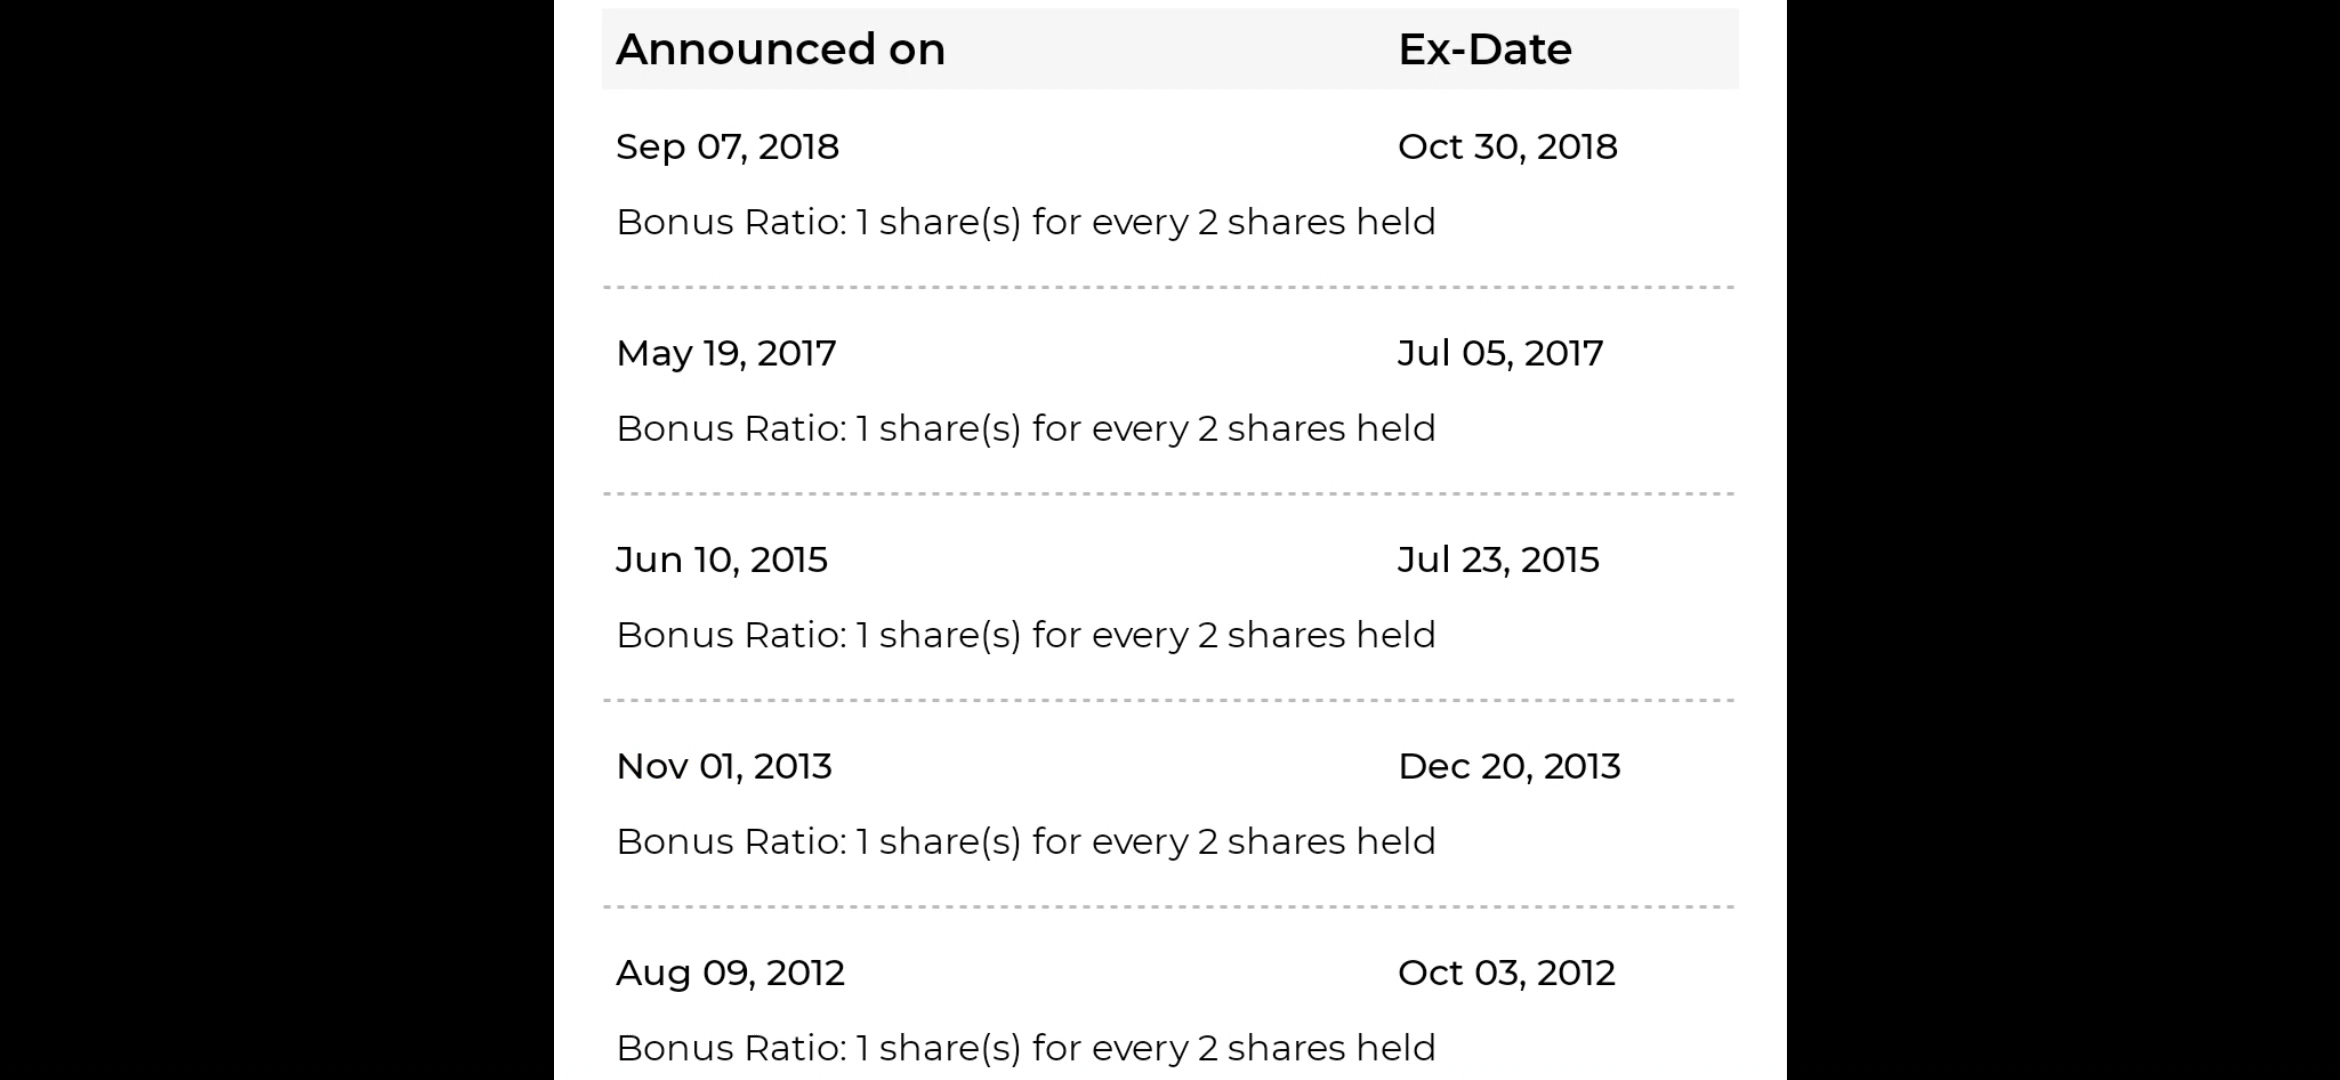 Announced on Ex-Date
Sep 07, 2018 Oct 30, 2018
Bonus Ratio: 1 share(s) for every 2 shares held
May 19, 2017 Jul 05, 2017
Bonus Ratio: 1 share(s) for every 2 shares held
Jun 10, 2015 Jul 23, 2015
Bonus Ratio: 1 share(s) for every 2 shares held
Nov 01, 2013 Dec 20, 2013
Bonus Ratio: 1 share(s) for every 2 shares held
Aug 09, 2012 Oct 03, 2012
Bonus Ratio: 1 share(s) for every 2 shares held